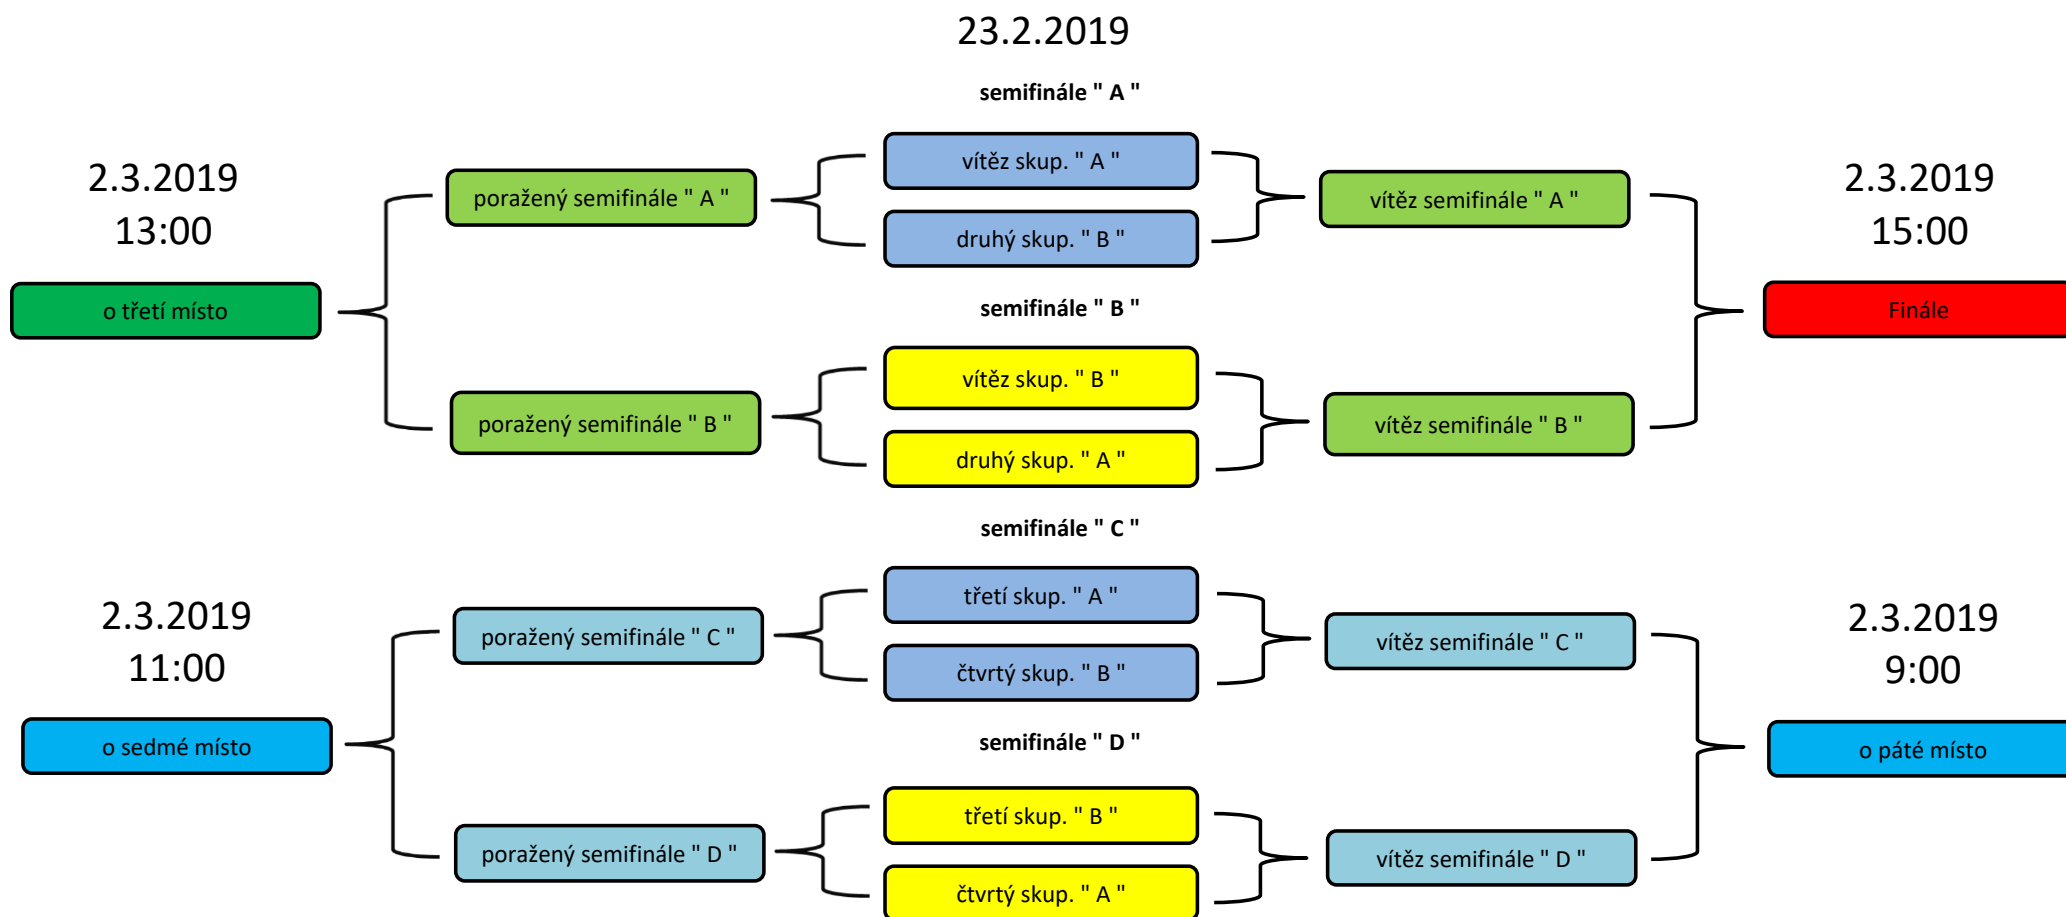 23.2.2019
semifinále " A "
2.3.2019
13:00
poražený semifinále " A "
vítěz skup. " A "
druhý skup. " B "
vítěz semifinále " A "
2.3.2019
15:00
o třetí místo
semifinále " B "
Finále
poražený semifinále " B "
vítěz skup. " B "
druhý skup. " A "
vítěz semifinále " B "
semifinále " C "
2.3.2019
11:00
poražený semifinále " C "
třetí skup. " A "
čtvrtý skup. " B "
vítěz semifinále " C "
2.3.2019
9:00
o sedmé místo
semifinále " D "
o páté místo
poražený semifinále " D "
třetí skup. " B "
čtvrtý skup. " A "
vítěz semifinále " D "